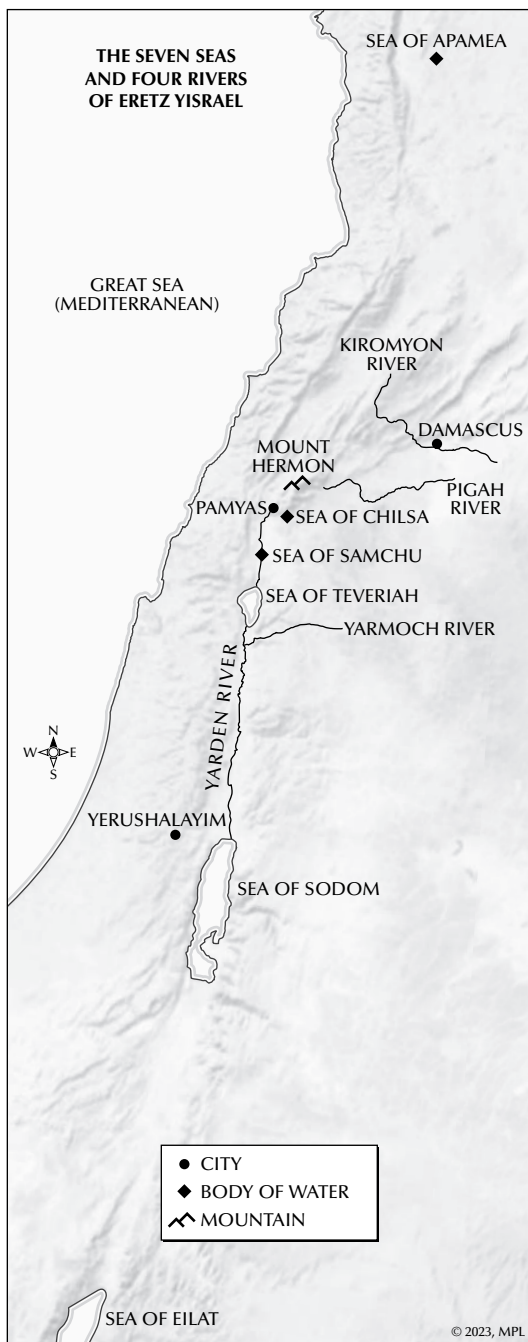 THE SEVEN SEAS
AND FOUR RIVERS
OF ERETZ YISRAEL
SEA OF APAMEA
GREAT SEA
(MEDITERRANEAN)
KIROMYON
RIVER
DAMASCUS
MOUNT
HERMON
PIGAH
RIVER
PAMYAS
SEA OF CHILSA
SEA OF SAMCHU
SEA OF TEVERIAH
YARMOCH RIVER
YARDEN RIVER
N
W E
S
YERUSHALAYIM
SEA OF SODOM
CITY
BODY OF WATER
MOUNTAIN
SEA OF EILAT
© 2023, MPL